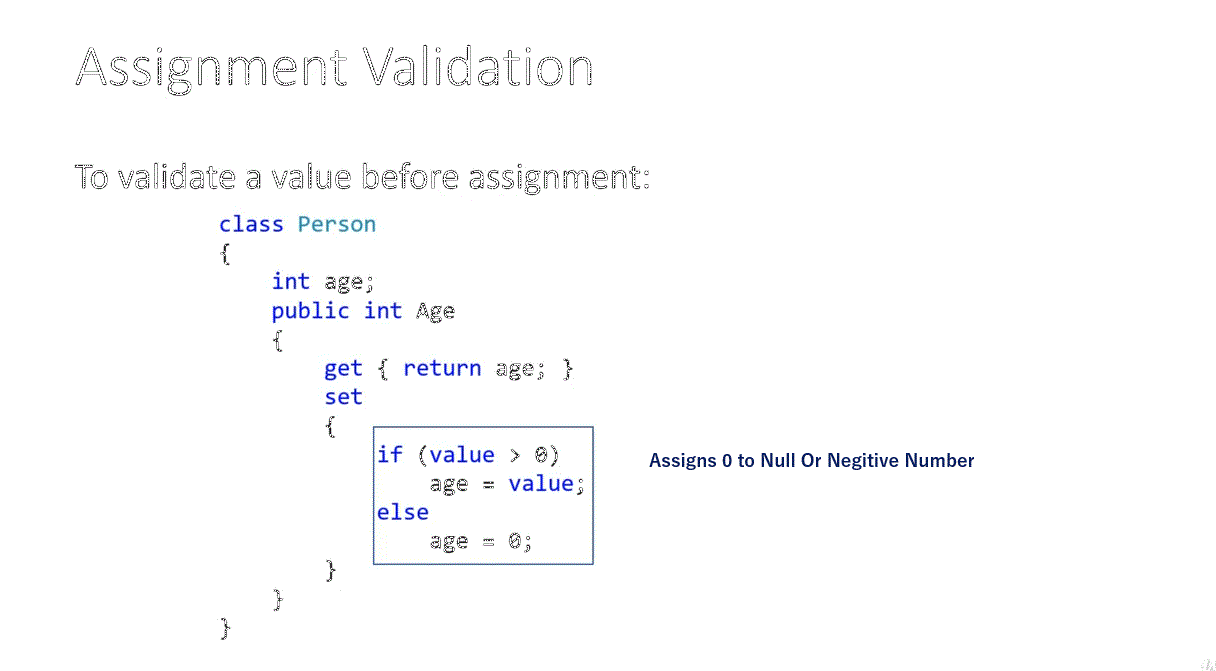 Assignment Validation
To validate a value before assignment:
class Person
{
int age;
public int Age
{
get { return age; }
set
{
if (value > 0)
age = value;
else
age = 0;
}
}
}
Assigns 0 to Null Or Negitive Number